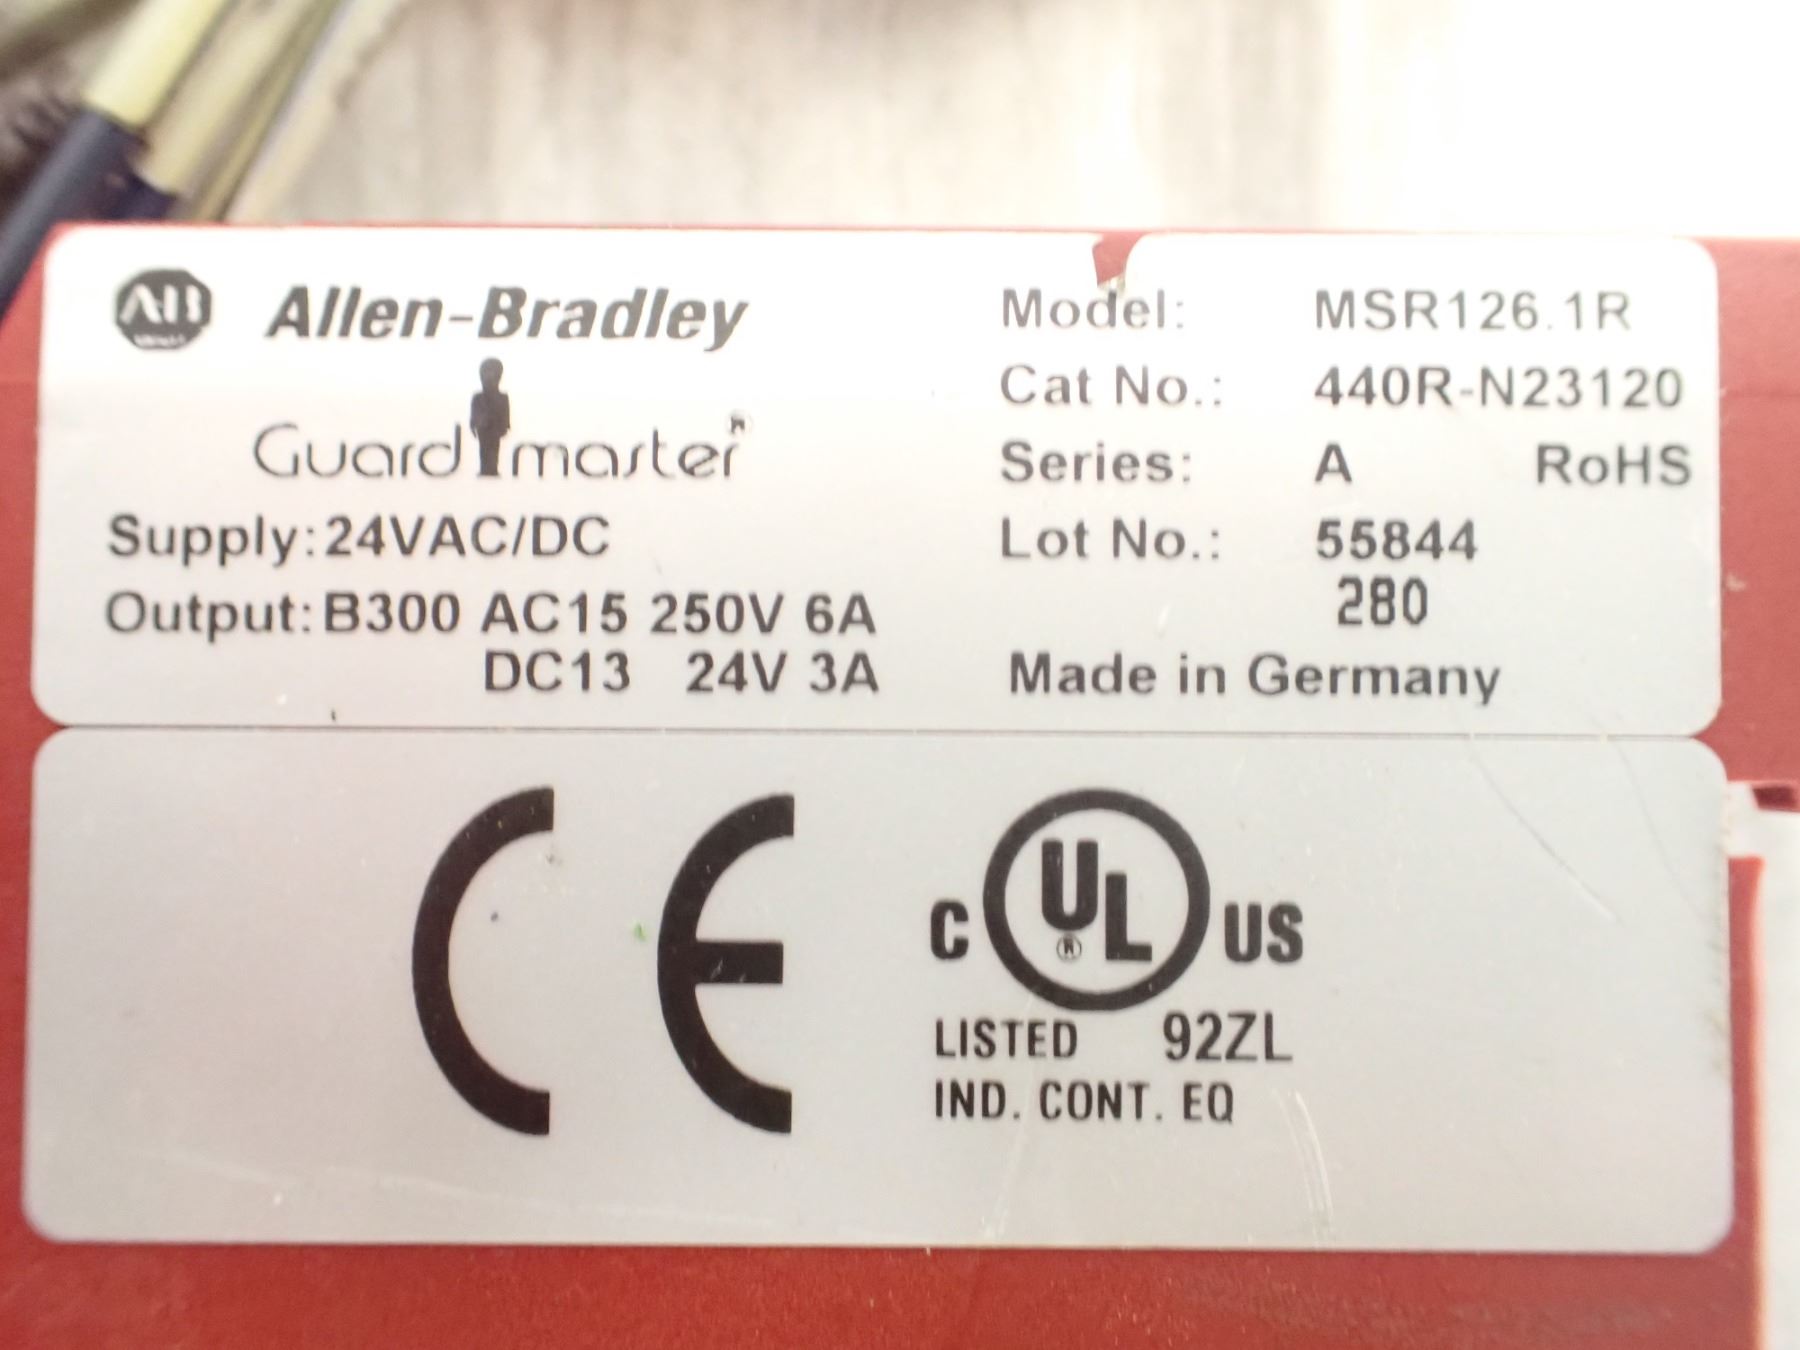 AB
Allen-Bradley
Guardmaster®
Supply: 24VAC/DC
Output: B300 AC15 250V 6A
DC13 24V 3A
Model: MSR126.1R
Cat No.: 440R-N23120
Series: A RoHS
Lot No.: 55844
280
Made in Germany
CE
C UL® US
LISTED 92ZL
IND. CONT. EQ